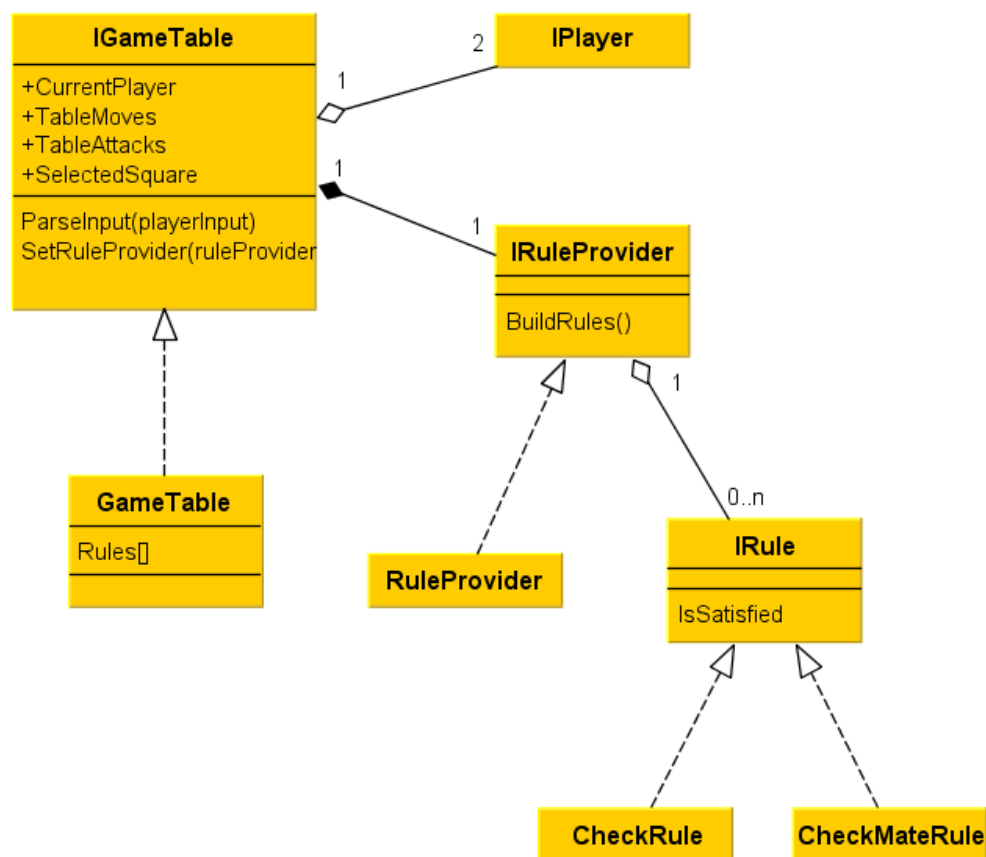 IGameTable
+CurrentPlayer
+TableMoves
+TableAttacks
+SelectedSquare
ParseInput(playerInput)
SetRuleProvider(ruleProvider
1
2
IPlayer
1
1
IRuleProvider
BuildRules()
1
0..n
GameTable
Rules[]
RuleProvider
IRule
IsSatisfied
CheckRule
CheckMateRule